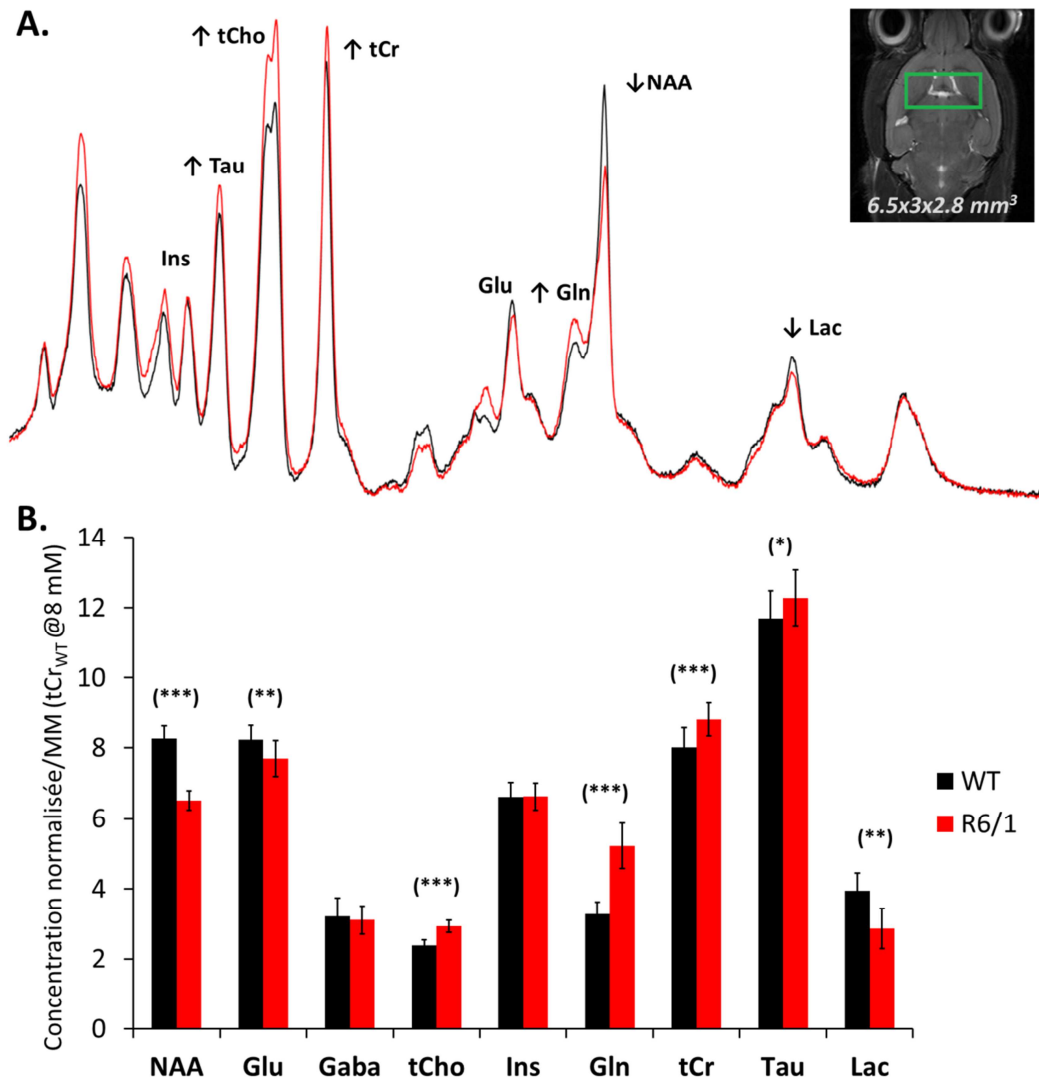 A.
↑ tCho
↑ tCr
↓NAA
↑ Tau
Ins
Glu
↑ Gln
↓ Lac
6.5x3x2.8 mm³
B.
Concentration normalisée/MM (tCr_WT@8 mM)
14
12
10
8
6
4
2
0
(***)
(**)
(***)
(***)
(***)
(*)
(**)
WT
R6/1
NAA Glu Gaba tCho Ins Gln tCr Tau Lac